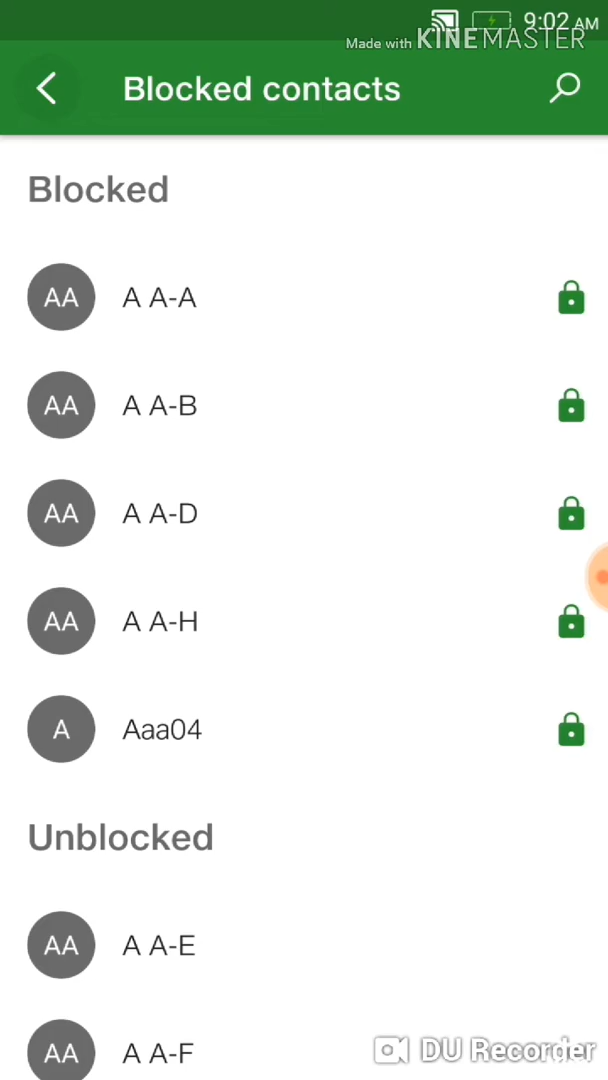 9:02 AM
Made with KINEMASTER
Blocked contacts
Blocked
AA A A-A
AA A A-B
AA A A-D
AA A A-H
A Aaa04
Unblocked
AA A A-E
AA A A-F
DU Recorder